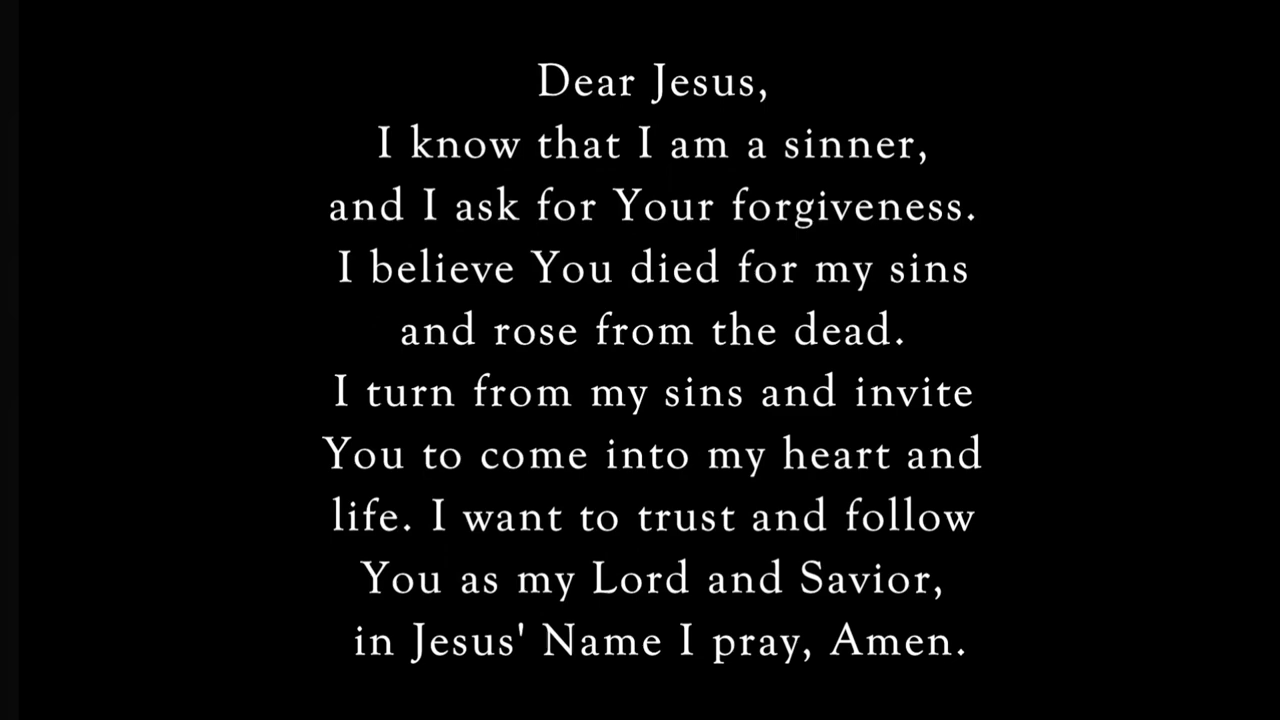 Dear Jesus,
I know that I am a sinner,
and I ask for Your forgiveness.
I believe You died for my sins
and rose from the dead.
I turn from my sins and invite
You to come into my heart and
life. I want to trust and follow
You as my Lord and Savior,
in Jesus' Name I pray, Amen.